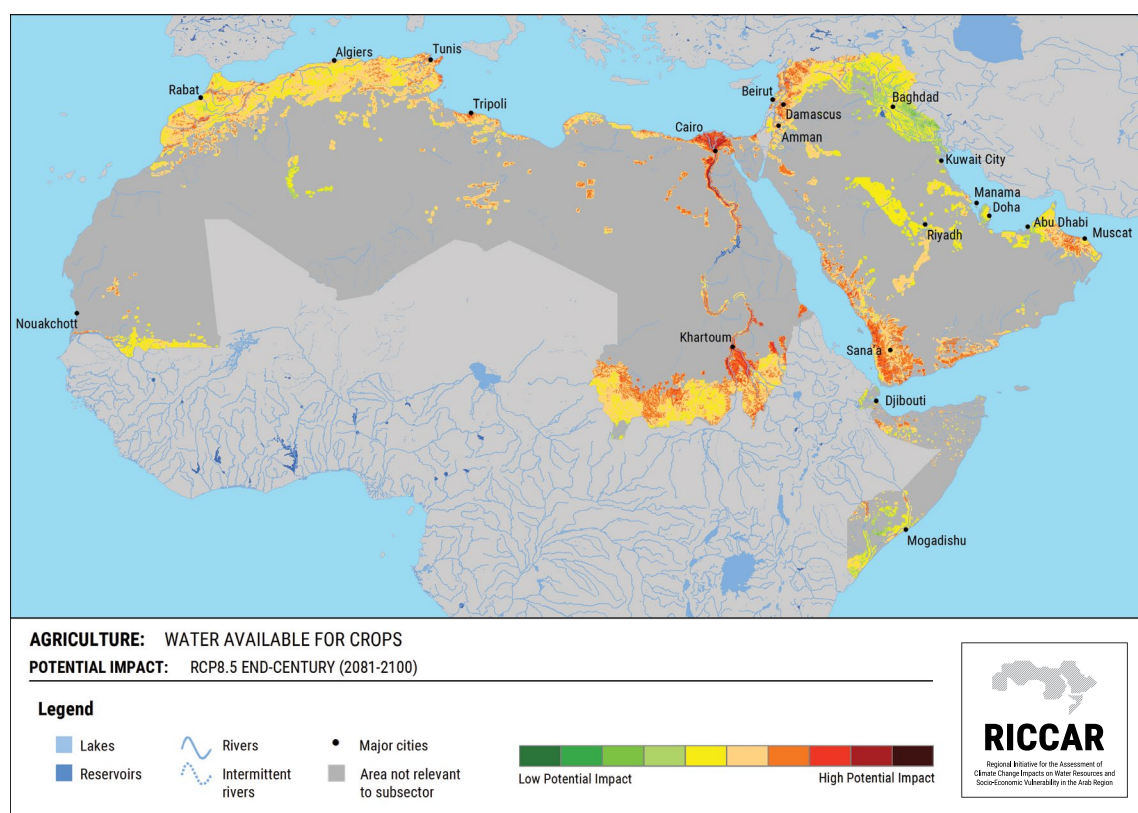 Algiers
Tunis
Rabat
Tripoli
Beirut
Damascus
Baghdad
Cairo
Amman
Kuwait City
Manama
Doha
Abu Dhabi
Muscat
Riyadh
Nouakchott
Khartoum
Sana'a
Djibouti
Mogadishu
AGRICULTURE: WATER AVAILABLE FOR CROPS
POTENTIAL IMPACT: RCP8.5 END-CENTURY (2081-2100)
Legend
Lakes
Reservoirs
Rivers
Intermittent
rivers
Major cities
Area not relevant
to subsector
Low Potential Impact
High Potential Impact
RICCAR
Regional Initiative for the Assessment of
Climate Change Impacts on Water Resources and
Socio-Economic Vulnerability in the Arab Region